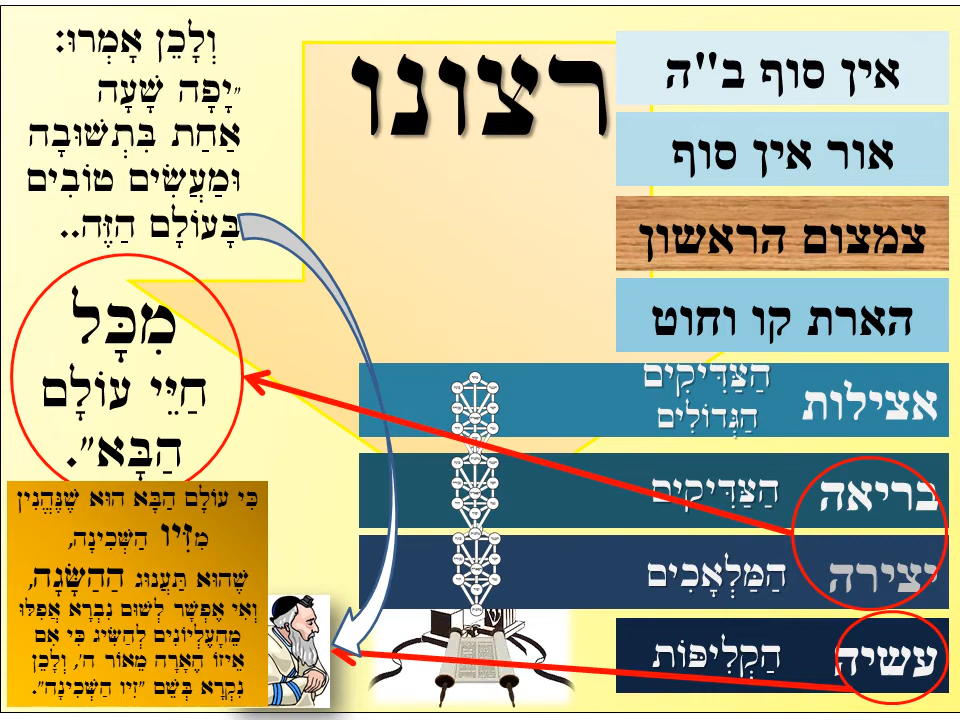 רצונו
אין סוף ב"ה
אור אין סוף
צמצום הראשון
הארת קו וחוט
אצילות
הַצַּדִּיקִים
הַגְּדוֹלִים
בריאה
הַצַּדִּיקִים
יצירה
הַמַּלְאָכִים
עשיה
הַקְלִיפּוֹת
וְלָכֵן אָמְרוּ:
"יָפָה שָׁעָה
אַחַת בִּתְשׁוּבָה
וּמַעֲשִׂים טוֹבִים
בָּעוֹלָם הַזֶּה..
מִכָּל
חַיֵּי עוֹלָם
הַבָּא".
כִּי עוֹלָם הַבָּא הוּא שֶׁנֶּהֱנִין
מִזִּיו הַשְּׁכִינָה,
שֶׁהוּא תַּעֲנוּג הַהַשָּׂגָה,
וְאִי אֶפְשָׁר לְשׁוּם נִבְרָא אֲפִלּוּ
מֵהָעֶלְיוֹנִים לְהַשִּׂיג כִּי אִם
אֵיזוֹ הֶאָרָה מֵאוֹר ה', וְלָכֵן
נִקְרָא בְּשֵׁם "זִיו הַשְּׁכִינָה".